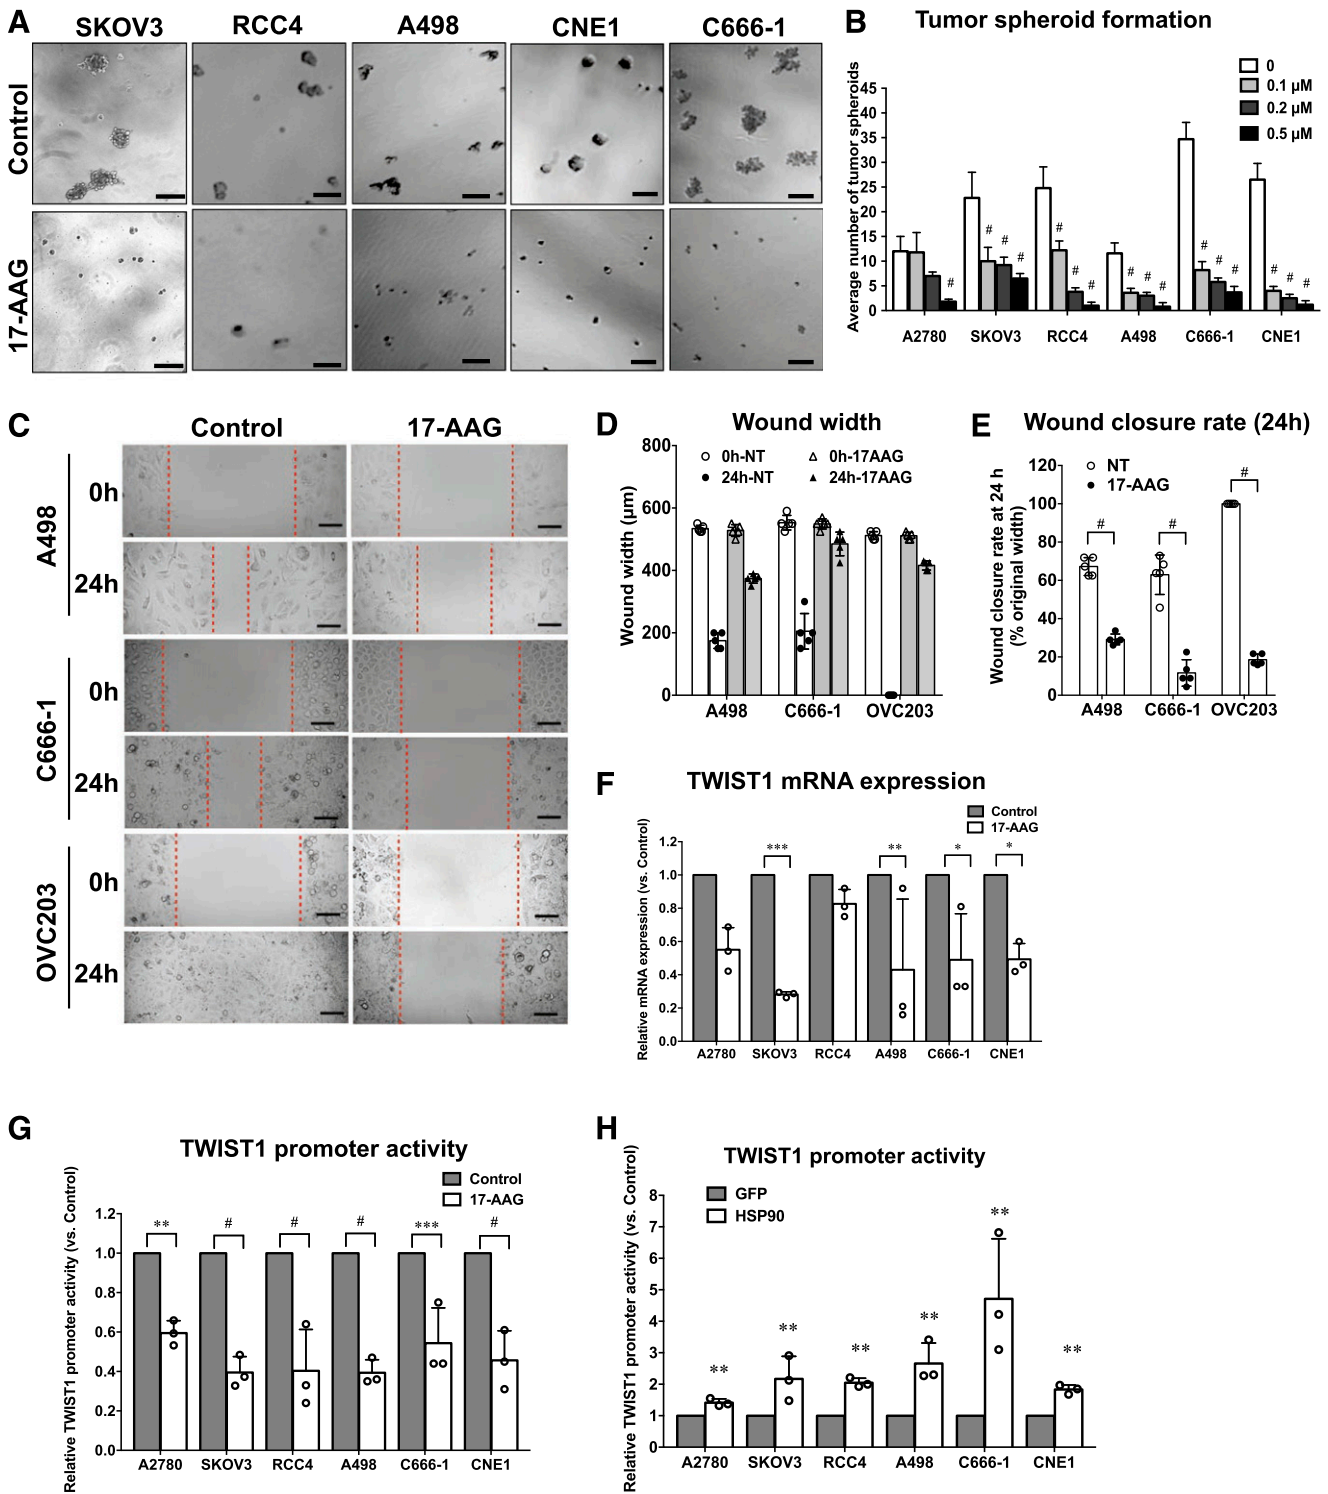 A
SKOV3 RCC4 A498 CNE1 C666-1
Control
17-AAG
B
Tumor spheroid formation
0
0.1 µM
0.2 µM
0.5 µM
Average number of tumor spheroids
45
40
35
30
25
20
15
10
5
0
# # # # # # # # # # # # # # # #
A2780 SKOV3 RCC4 A498 C666-1 CNE1
C
Control 17-AAG
A498
0h
24h
C666-1
0h
24h
OVC203
0h
24h
D
Wound width
0h-NT 0h-17AAG
24h-NT 24h-17AAG
Wound width (µm)
800
600
400
200
0
A498 C666-1 OVC203
E
Wound closure rate (24h)
NT
17-AAG
Wound closure rate at 24 h
(% original width)
120
100
80
60
40
20
0
# # #
A498 C666-1 OVC203
F
TWIST1 mRNA expression
Control
17-AAG
Relative mRNA expression (vs. Control)
1.2
1.0
0.8
0.6
0.4
0.2
0.0
*** ** * *
A2780 SKOV3 RCC4 A498 C666-1 CNE1
G
TWIST1 promoter activity
Control
17-AAG
Relative TWIST1 promoter activity (vs. Control)
1.2
1.0
0.8
0.6
0.4
0.2
0.0
** # # # *** #
A2780 SKOV3 RCC4 A498 C666-1 CNE1
H
TWIST1 promoter activity
GFP
HSP90
Relative TWIST1 promoter activity (vs. Control)
8
7
6
5
4
3
2
1
0
** ** ** ** ** **
A2780 SKOV3 RCC4 A498 C666-1 CNE1